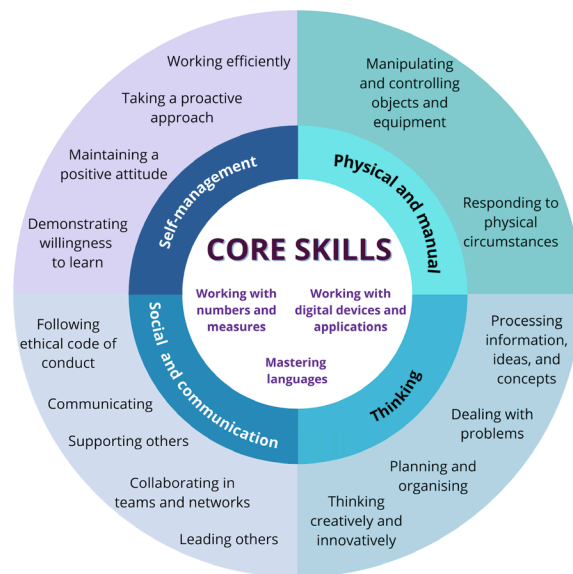 CORE SKILLS
Working with
numbers and
measures
Working with
digital devices and
applications
Mastering
languages
Self-management
Working efficiently
Taking a proactive
approach
Maintaining a
positive attitude
Demonstrating
willingness
to learn
Physical and manual
Manipulating
and controlling
objects and
equipment
Responding to
physical
circumstances
Thinking
Processing
information,
ideas, and
concepts
Dealing with
problems
Planning and
organising
Thinking
creatively and
innovatively
Social and communication
Following
ethical code of
conduct
Communicating
Supporting others
Collaborating in
teams and networks
Leading others